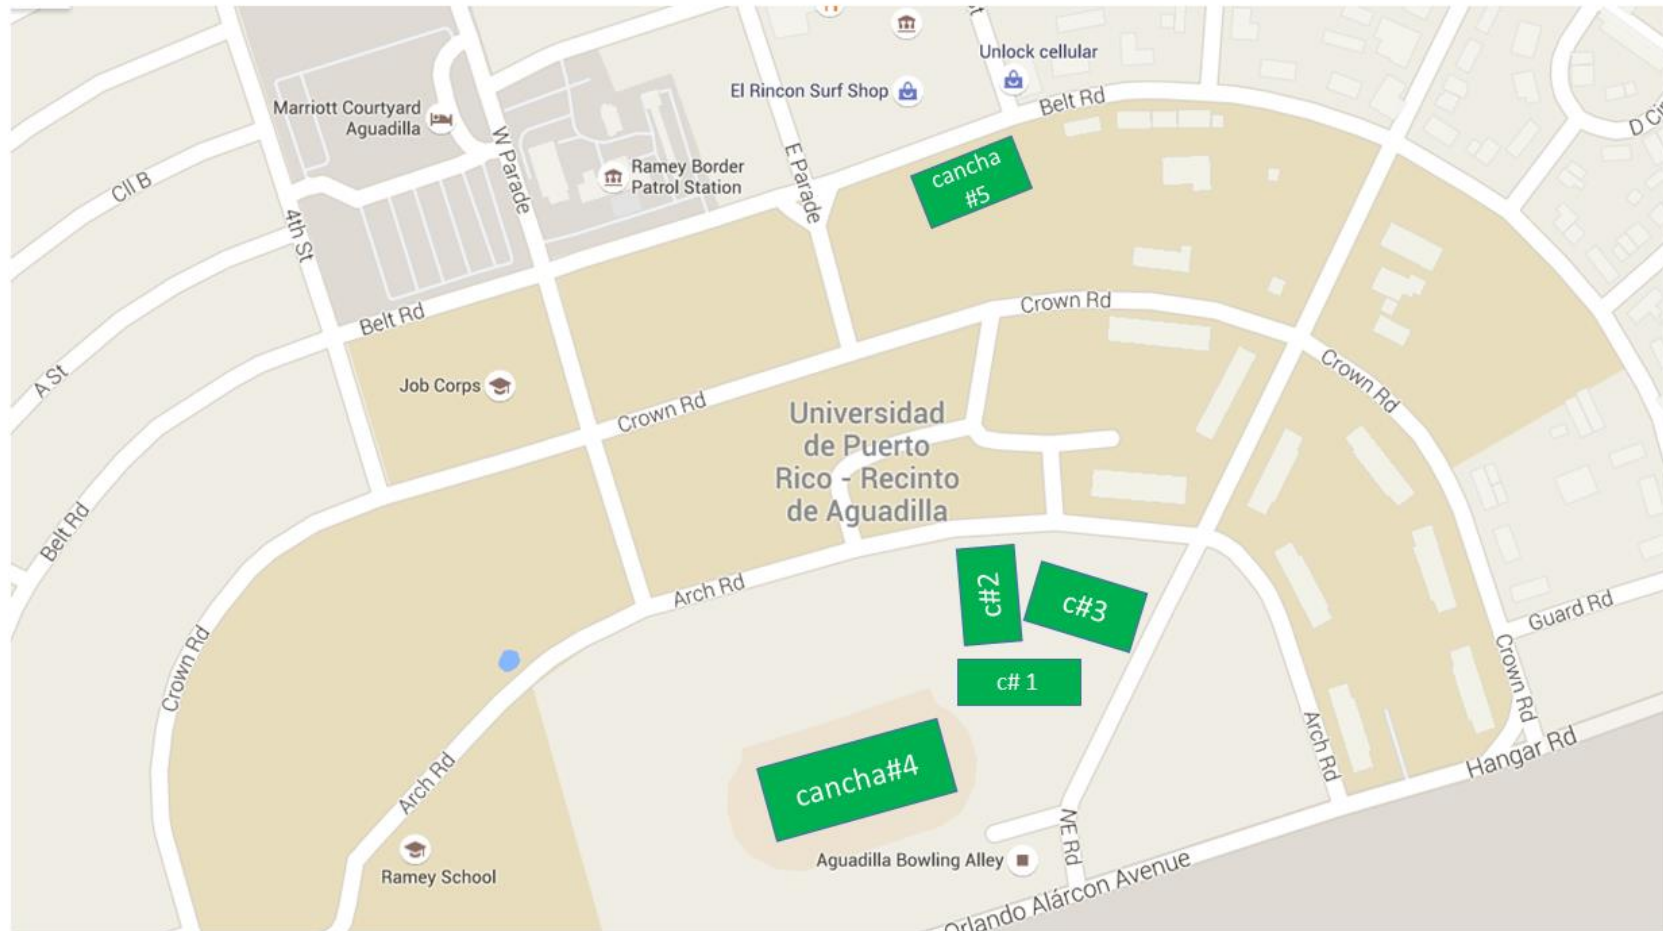 Unlock cellular
El Rincon Surf Shop
Belt Rd
Marriott Courtyard
Aguadilla
W Parade
E Parade
Ramey Border
Patrol Station
cancha
#5
Cll B
4th St
Belt Rd
Crown Rd
A St
Job Corps
Crown Rd
Crown Rd
Universidad
de Puerto
Rico - Recinto
de Aguadilla
Belt Rd
Arch Rd
c#2
c#3
c# 1
Guard Rd
Crown Rd
Crown Rd
Arch Rd
Hangar Rd
cancha#4
Arch Rd
NE Rd
Aguadilla Bowling Alley
Ramey School
Orlando Alárcon Avenue